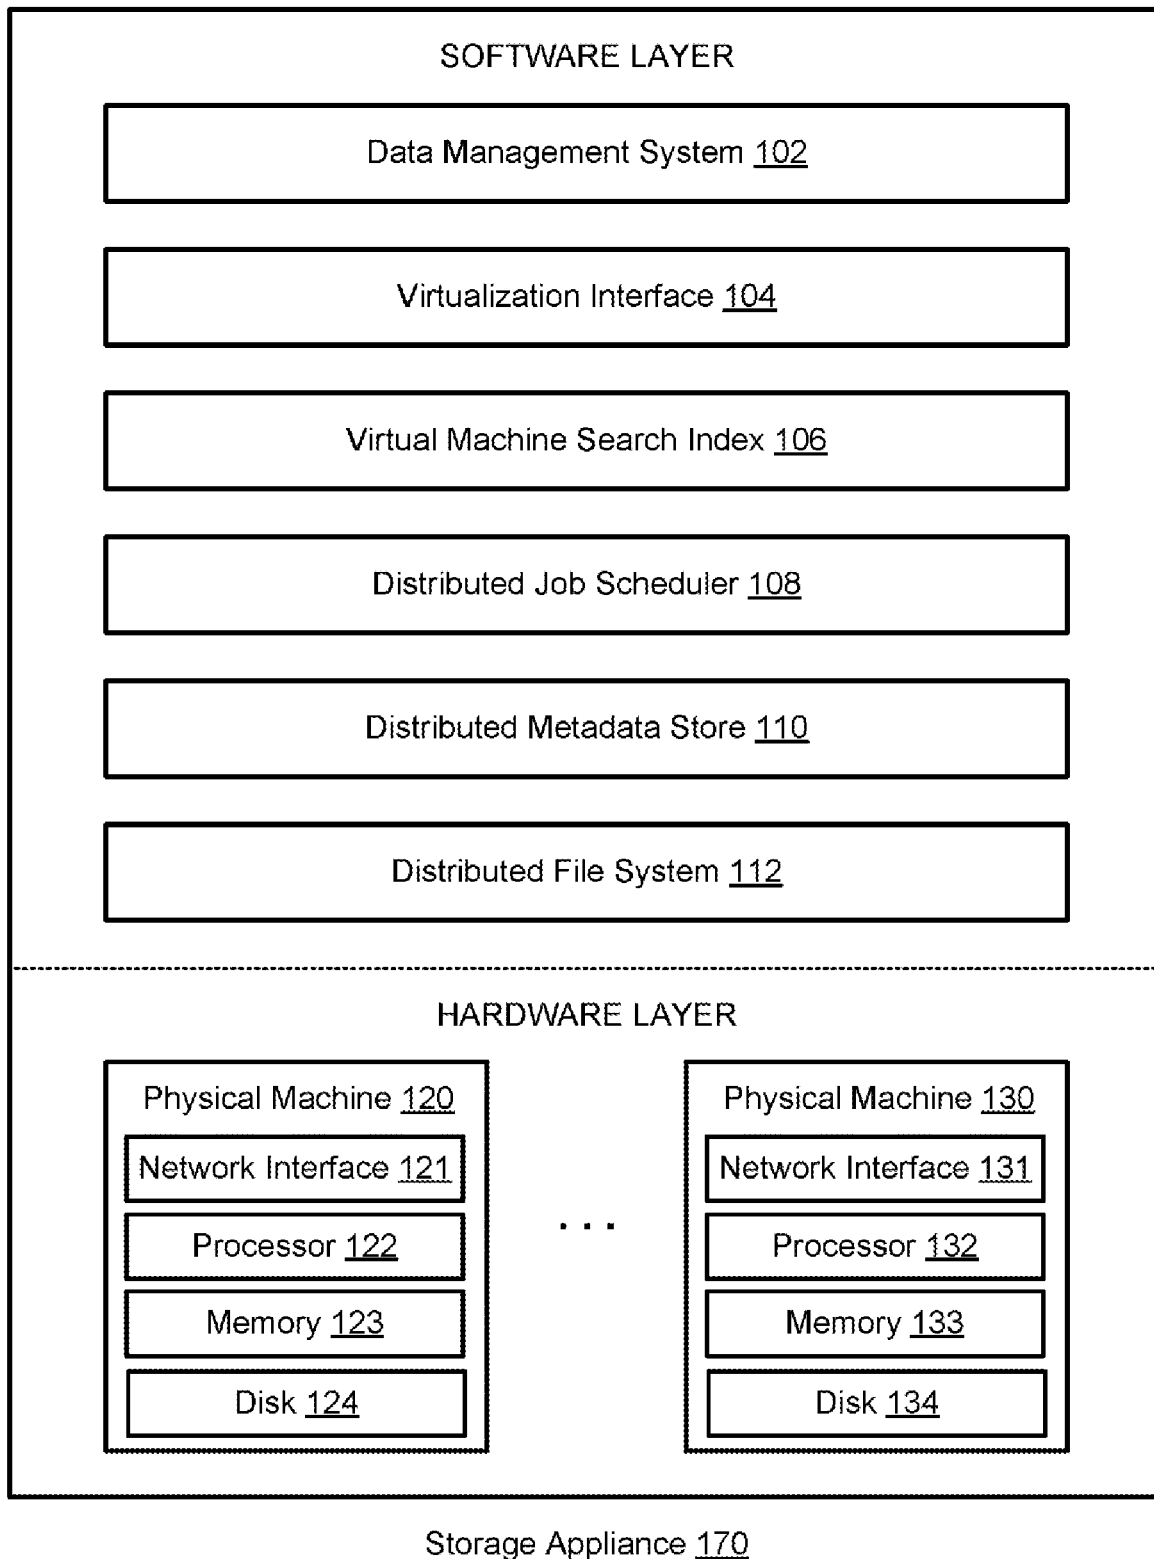 SOFTWARE LAYER
Data Management System 102
Virtualization Interface 104
Virtual Machine Search Index 106
Distributed Job Scheduler 108
Distributed Metadata Store 110
Distributed File System 112
HARDWARE LAYER
Physical Machine 120
Network Interface 121
Processor 122
Memory 123
Disk 124
. . .
Physical Machine 130
Network Interface 131
Processor 132
Memory 133
Disk 134
Storage Appliance 170